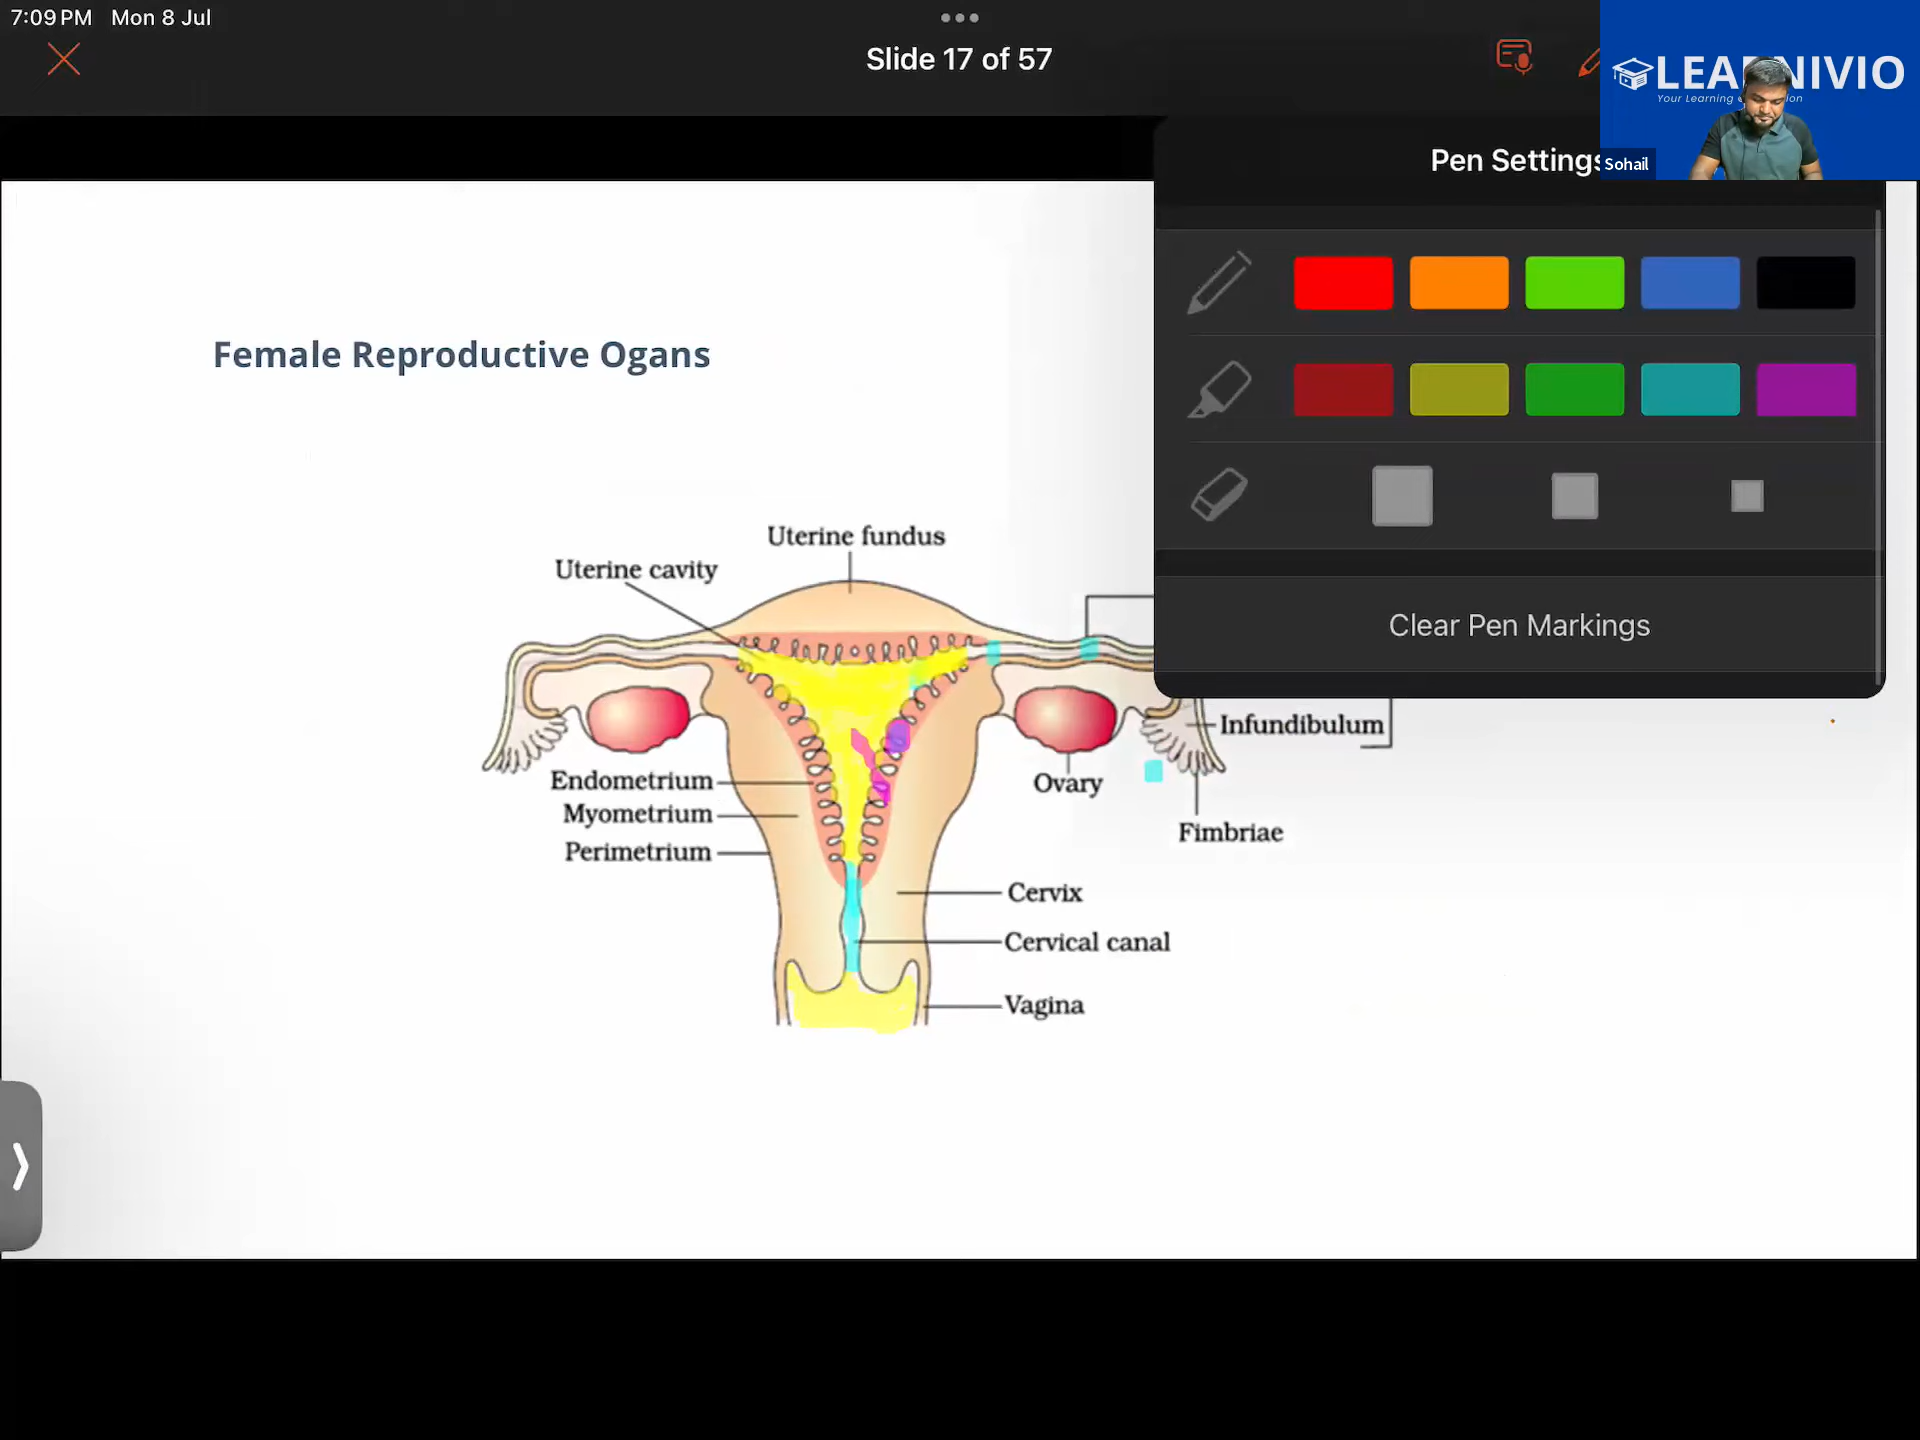 7:09 PM Mon 8 Jul
Slide 17 of 57
LEARNIVIO
Your Learning
Sohail
Pen Settings
Clear Pen Markings
Female Reproductive Ogans
Uterine fundus
Uterine cavity
Infundibulum
Endometrium
Ovary
Myometrium
Fimbriae
Perimetrium
Cervix
Cervical canal
Vagina